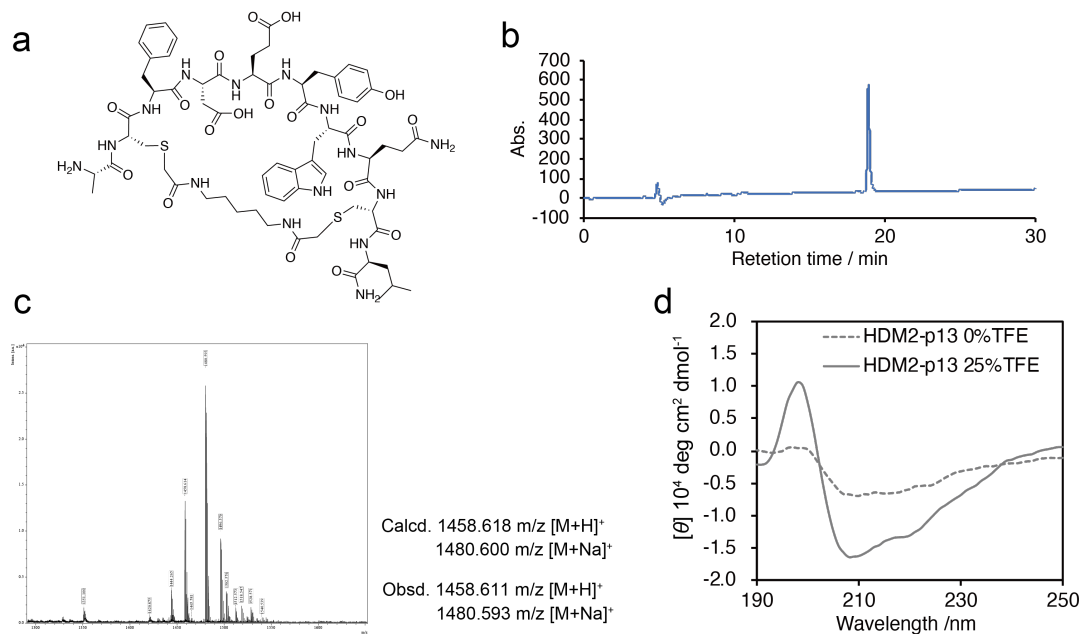 a
O OH
O
H
N
O
N
H
O
H
N
O
OH
O
OH
O
NH
O
NH
O
NH2
H2N
O
HN
S
O
NH
NH
O
S
NH
O
HN
O
O
NH2
b
Abs.
700
600
500
400
300
200
100
0
-100
0 10 20 30
Retetion time / min
c
Calcd. 1458.618 m/z [M+H]+
1480.600 m/z [M+Na]+
Obsd. 1458.611 m/z [M+H]+
1480.593 m/z [M+Na]+
d
[θ] 10⁴ deg cm² dmol⁻¹
2.0
1.5
1.0
0.5
0.0
-0.5
-1.0
-1.5
-2.0
HDM2-p13 0%TFE
HDM2-p13 25%TFE
190 210 230 250
Wavelength /nm